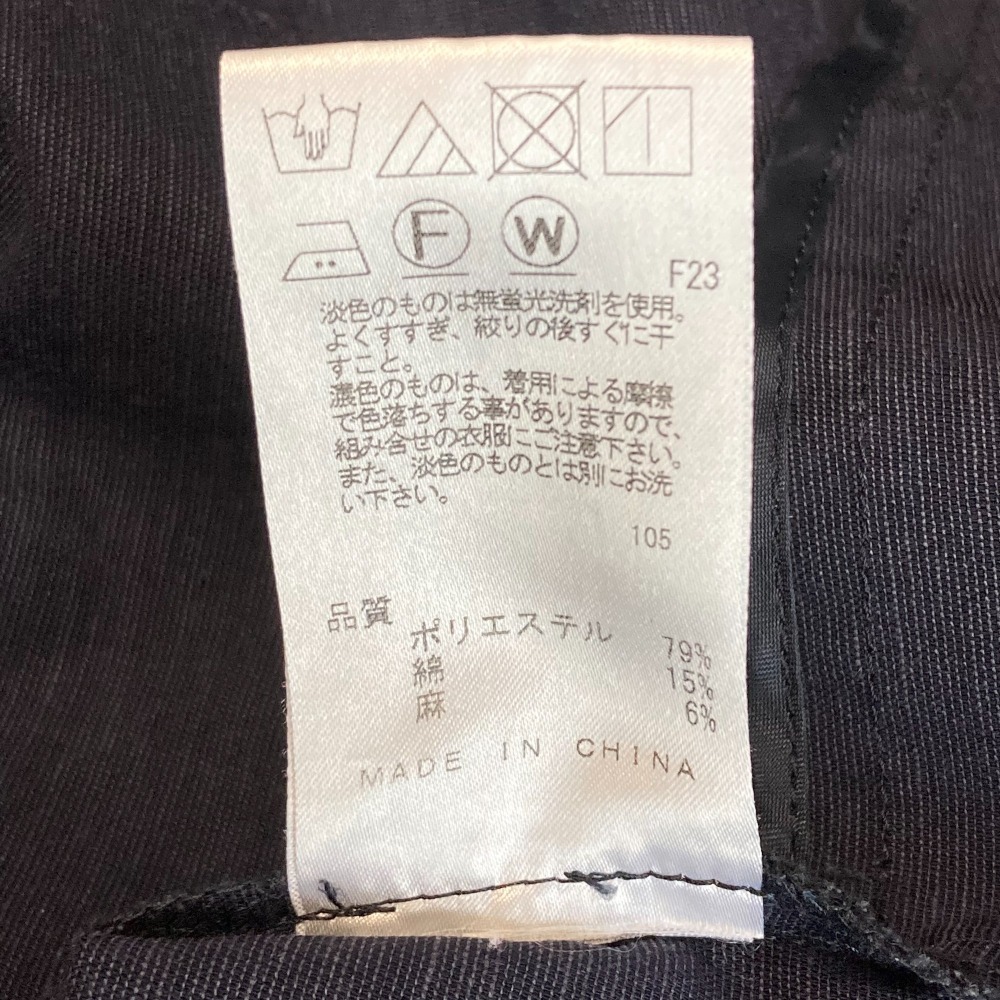 F W
F23
淡色のものは無蛍光洗剤を使用。
よくすすぎ、絞りの後すぐに干
すこと。
濃色のものは、着用による摩擦
で色落ちする事がありますので、
組み合せの衣服にご注意下さい。
また、淡色のものとは別にお洗
い下さい。
105
品質
ポリエステル 79%
綿 15%
麻 6%
MADE IN CHINA